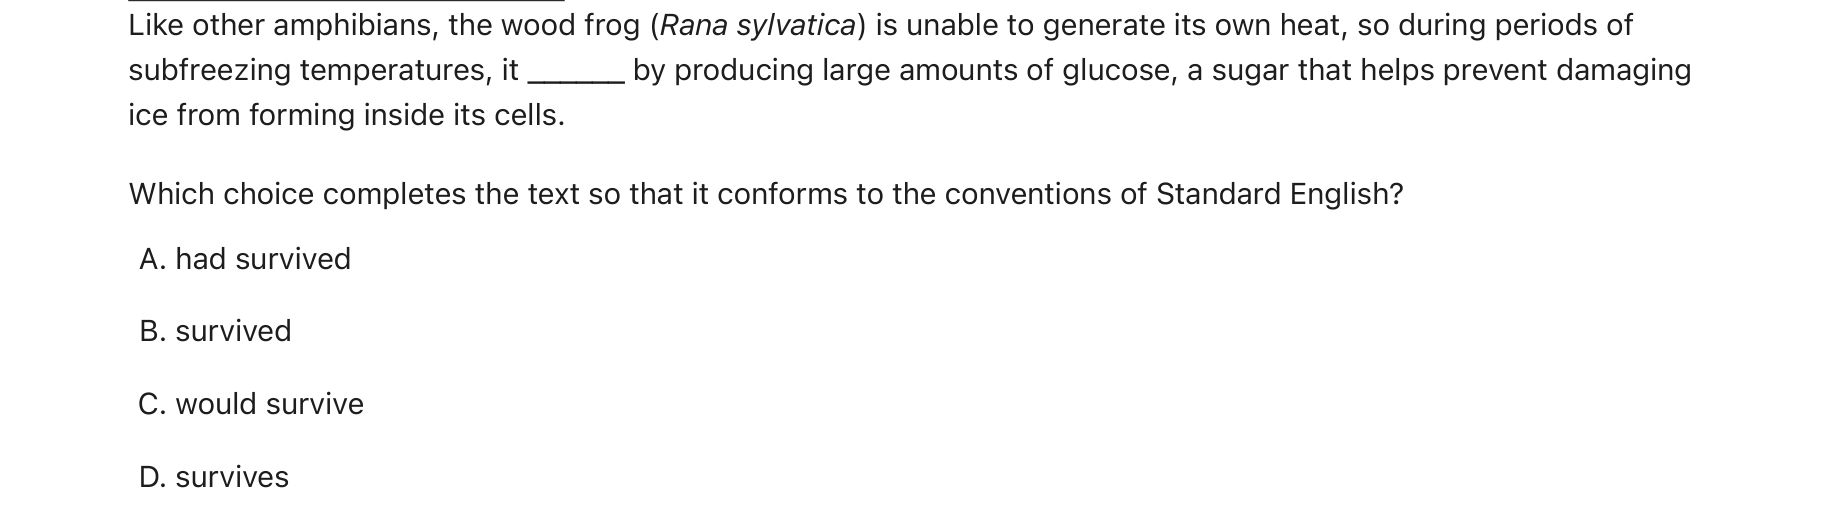 Like other amphibians, the wood frog (Rana sylvatica) is unable to generate its own heat, so during periods of
subfreezing temperatures, it ______ by producing large amounts of glucose, a sugar that helps prevent damaging
ice from forming inside its cells.
Which choice completes the text so that it conforms to the conventions of Standard English?
A. had survived
B. survived
C. would survive
D. survives